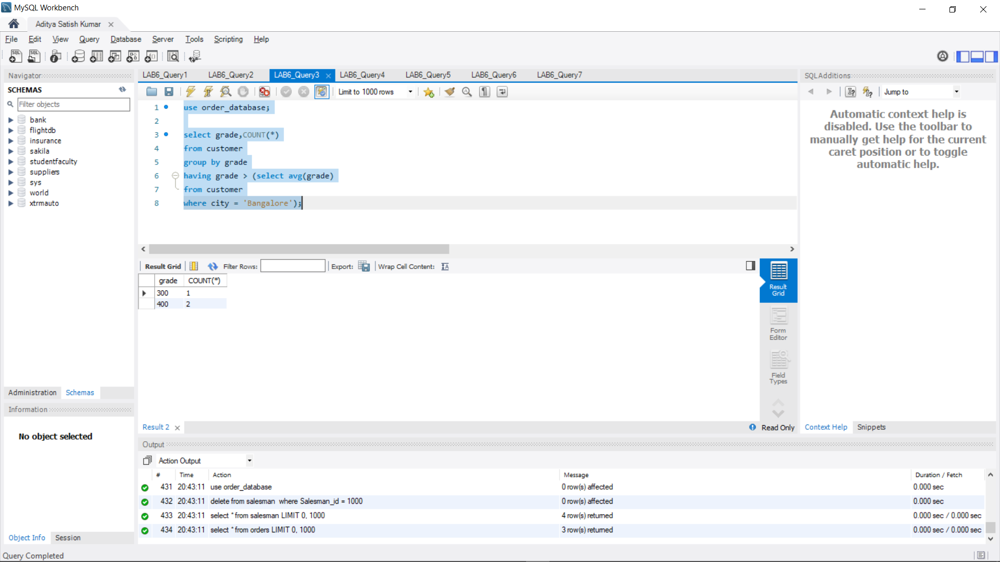 MySQL Workbench
Aditya Satish Kumar
File Edit View Query Database Server Tools Scripting Help
Navigator
SCHEMAS
Filter objects
bank
flightdb
insurance
sakila
studentfaculty
suppliers
sys
world
xtrmauto
Administration Schemas
Information
No object selected
Object Info Session
LAB6_Query1 LAB6_Query2 LAB6_Query3 LAB6_Query4 LAB6_Query5 LAB6_Query6 LAB6_Query7
Limit to 1000 rows
1 use order_database;
2
3 select grade,COUNT(*)
4 from customer
5 group by grade
6 having grade > (select avg(grade)
7 from customer
8 where city = 'Bangalore');
Result Grid Filter Rows: Export: Wrap Cell Content:
grade COUNT(*)
300 1
400 2
Result
Grid
Form
Editor
Field
Types
Result 2 Read Only
SQLAdditions
Jump to
Automatic context help is
disabled. Use the toolbar to
manually get help for the current
caret position or to toggle
automatic help.
Context Help Snippets
Output
Action Output
# Time Action Message Duration / Fetch
431 20:43:11 use order_database 0 row(s) affected 0.000 sec
432 20:43:11 delete from salesman where Salesman_id = 1000 0 row(s) affected 0.000 sec
433 20:43:11 select * from salesman LIMIT 0, 1000 4 row(s) returned 0.000 sec / 0.000 sec
434 20:43:11 select * from orders LIMIT 0, 1000 3 row(s) returned 0.000 sec / 0.000 sec
Query Completed